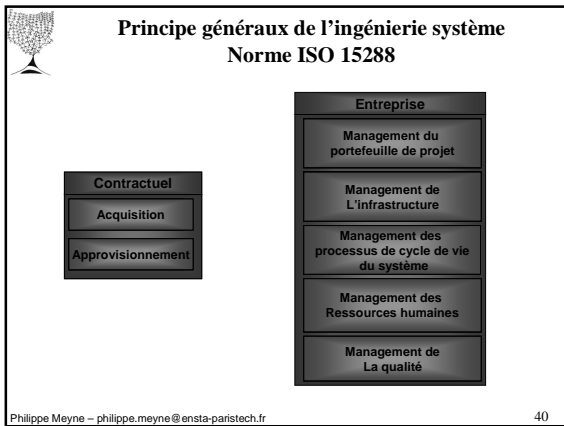 Principe généraux de l'ingénierie système
Norme ISO 15288
Contractuel
Acquisition
Approvisionnement
Entreprise
Management du
portefeuille de projet
Management de
L'infrastructure
Management des
processus de cycle de vie
du système
Management des
Ressources humaines
Management de
La qualité
Philippe Meyne – philippe.meyne@ensta-paristech.fr
40